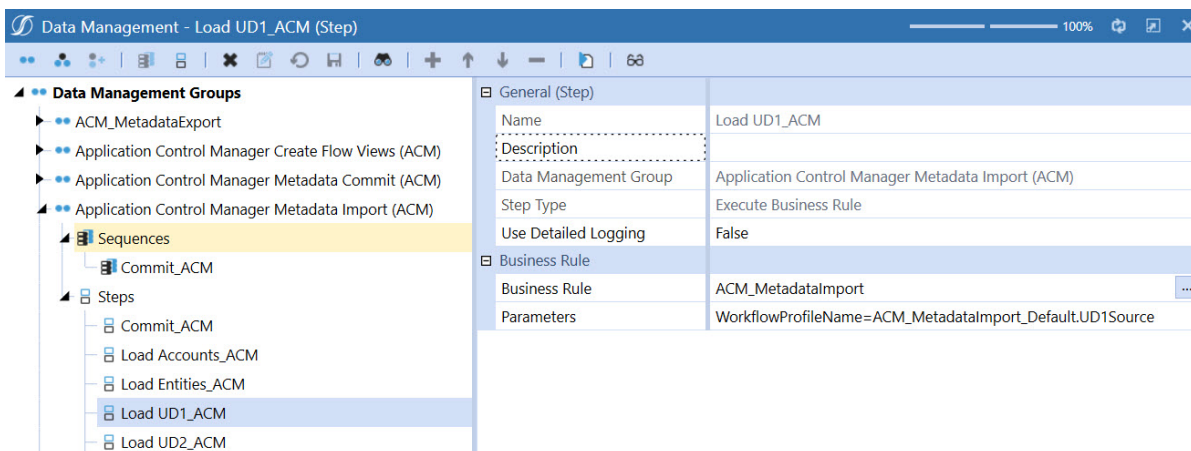 Data Management - Load UD1_ACM (Step)
100%
Data Management Groups
ACM_MetadataExport
Application Control Manager Create Flow Views (ACM)
Application Control Manager Metadata Commit (ACM)
Application Control Manager Metadata Import (ACM)
Sequences
Commit_ACM
Steps
Commit_ACM
Load Accounts_ACM
Load Entities_ACM
Load UD1_ACM
Load UD2_ACM
General (Step)
Name Load UD1_ACM
Description
Data Management Group Application Control Manager Metadata Import (ACM)
Step Type Execute Business Rule
Use Detailed Logging False
Business Rule
Business Rule ACM_MetadataImport ...
Parameters WorkflowProfileName=ACM_MetadataImport_Default.UD1Source